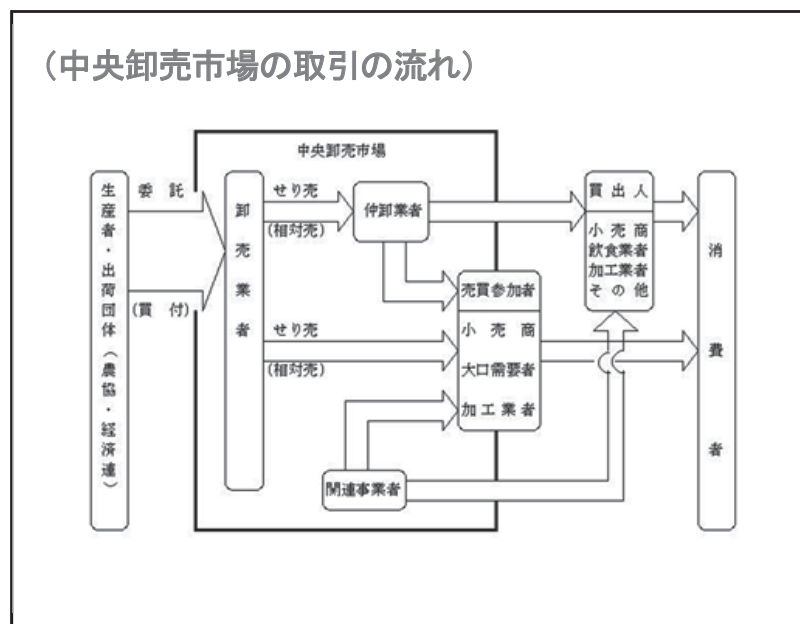 (中央卸売市場の取引の流れ)
中央卸売市場
生産者・出荷団体(農協・経済連)
委託
(買付)
卸売業者
せり売
(相対売)
仲卸業者
せり売
(相対売)
売買参加者
小売商
大口需要者
加工業者
関連事業者
買出人
小売商
飲食業者
加工業者
その他
消費者